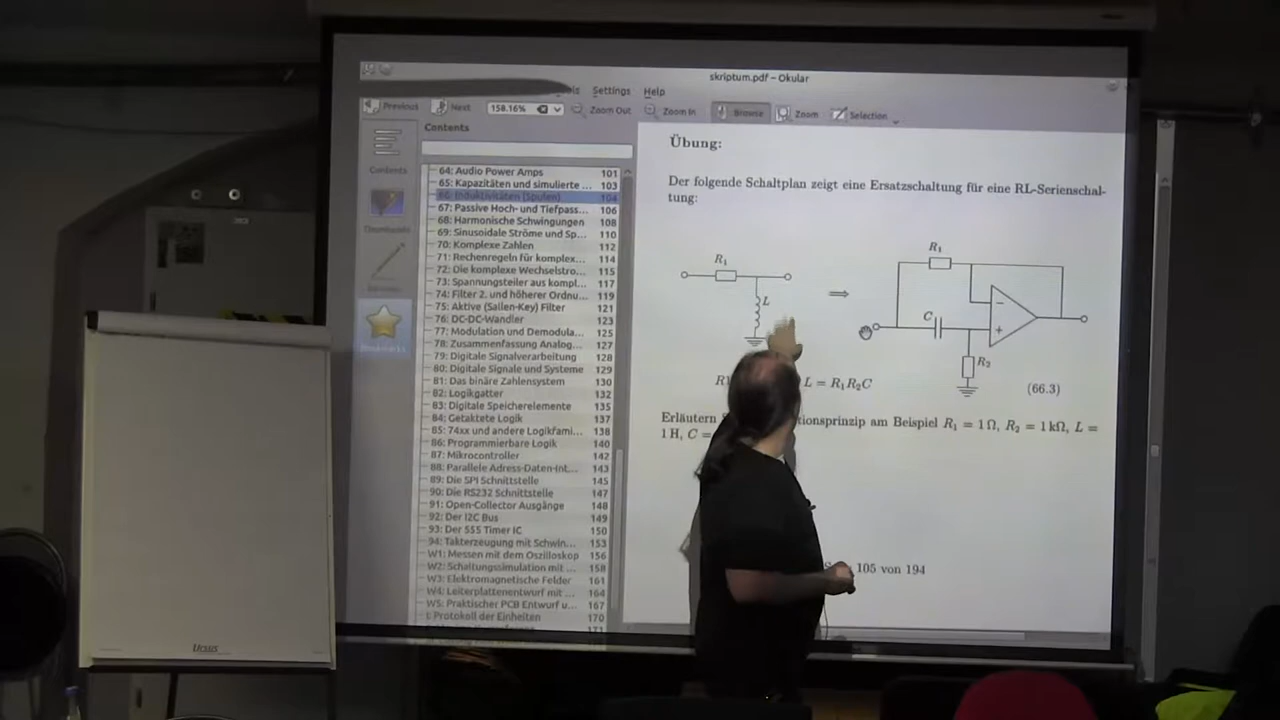 skriptum.pdf – Okular
Settings Help
Previous Next 158.16% Zoom Out Zoom In Browse Zoom Selection
Contents
Contents
64: Audio Power Amps 101
65: Kapazitäten und simulierte ... 103
66: Induktivitäten (Spulen) 104
67: Passive Hoch- und Tiefpass... 106
68: Harmonische Schwingungen 108
69: Sinusoidale Ströme und Sp... 110
70: Komplexe Zahlen 112
71: Rechenregeln für komplex... 114
72: Die komplexe Wechselstro... 115
73: Spannungsteiler aus kompl... 117
74: Filter 2. und höherer Ordnu... 119
75: Aktive (Sallen-Key) Filter 121
76: DC-DC-Wandler 123
77: Modulation und Demodula... 125
78: Zusammenfassung Analog... 127
79: Digitale Signalverarbeitung 128
80: Digitale Signale und Systeme 129
81: Das binäre Zahlensystem 130
82: Logikgatter 132
83: Digitale Speicherelemente 135
84: Getaktete Logik 137
85: 74xx und andere Logikfami... 138
86: Programmierbare Logik 140
87: Mikrocontroller 142
88: Parallele Adress-Daten-Int... 143
89: Die SPI Schnittstelle 145
90: Die RS232 Schnittstelle 147
91: Open-Collector Ausgänge 148
92: Der I2C Bus 149
93: Der 555 Timer IC 150
94: Takterzeugung mit Schwin... 153
W1: Messen mit dem Oszilloskop 156
W2: Schaltungssimulation mit ... 158
W3: Elektromagnetische Felder 161
W4: Leiterplattenentwurf mit ... 164
W5: Praktischer PCB Entwurf u... 167
I: Protokoll der Einheiten 170
171
Übung:
Der folgende Schaltplan zeigt eine Ersatzschaltung für eine RL-Serienschal-
tung:
R₁
L
⟹
R₁
C
−
+
R₂
L = R₁R₂C
(66.3)
Erläutern tionsprinzip am Beispiel R₁ = 1 Ω, R₂ = 1 kΩ, L =
1 H, C =
105 von 194
Ucus